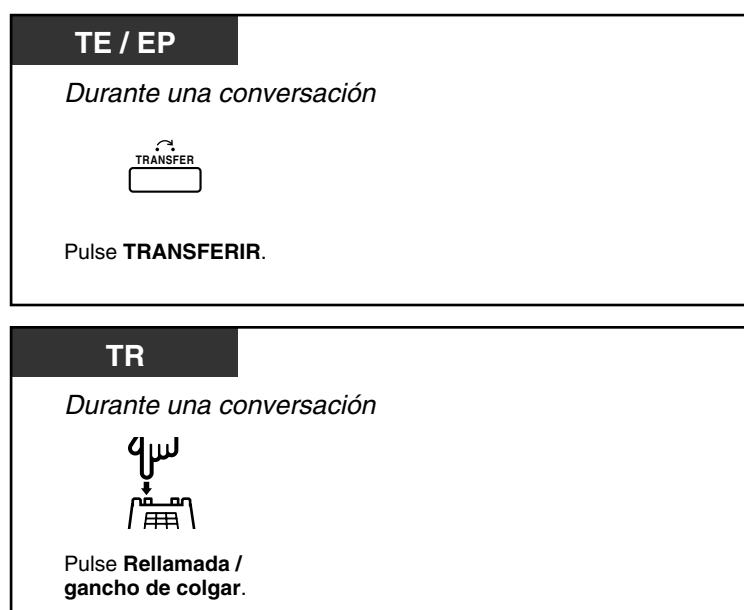 TE / EP
Durante una conversación
TRANSFER
Pulse TRANSFERIR.
TR
Durante una conversación
Pulse Rellamada /
gancho de colgar.